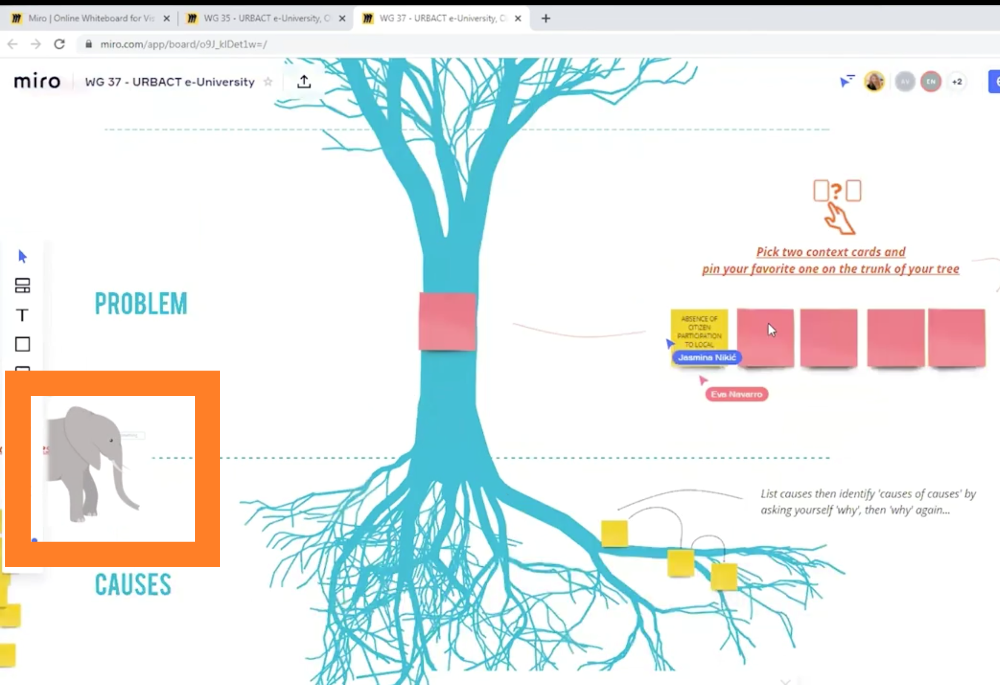 Miro | Online Whiteboard for Vis
WG 35 - URBACT e-University, O
WG 37 - URBACT e-University, O
miro.com/app/board/o9J_klDet1w=/
miro
WG 37 - URBACT e-University
AV
EN
+2
?
Pick two context cards and
pin your favorite one on the trunk of your tree
T
PROBLEM
ABSENCE OF
CITIZEN
PARTICIPATION
TO LOCAL
Jasmina Nikić
Eva Navarro
List causes then identify 'causes of causes' by
asking yourself 'why', then 'why' again...
CAUSES